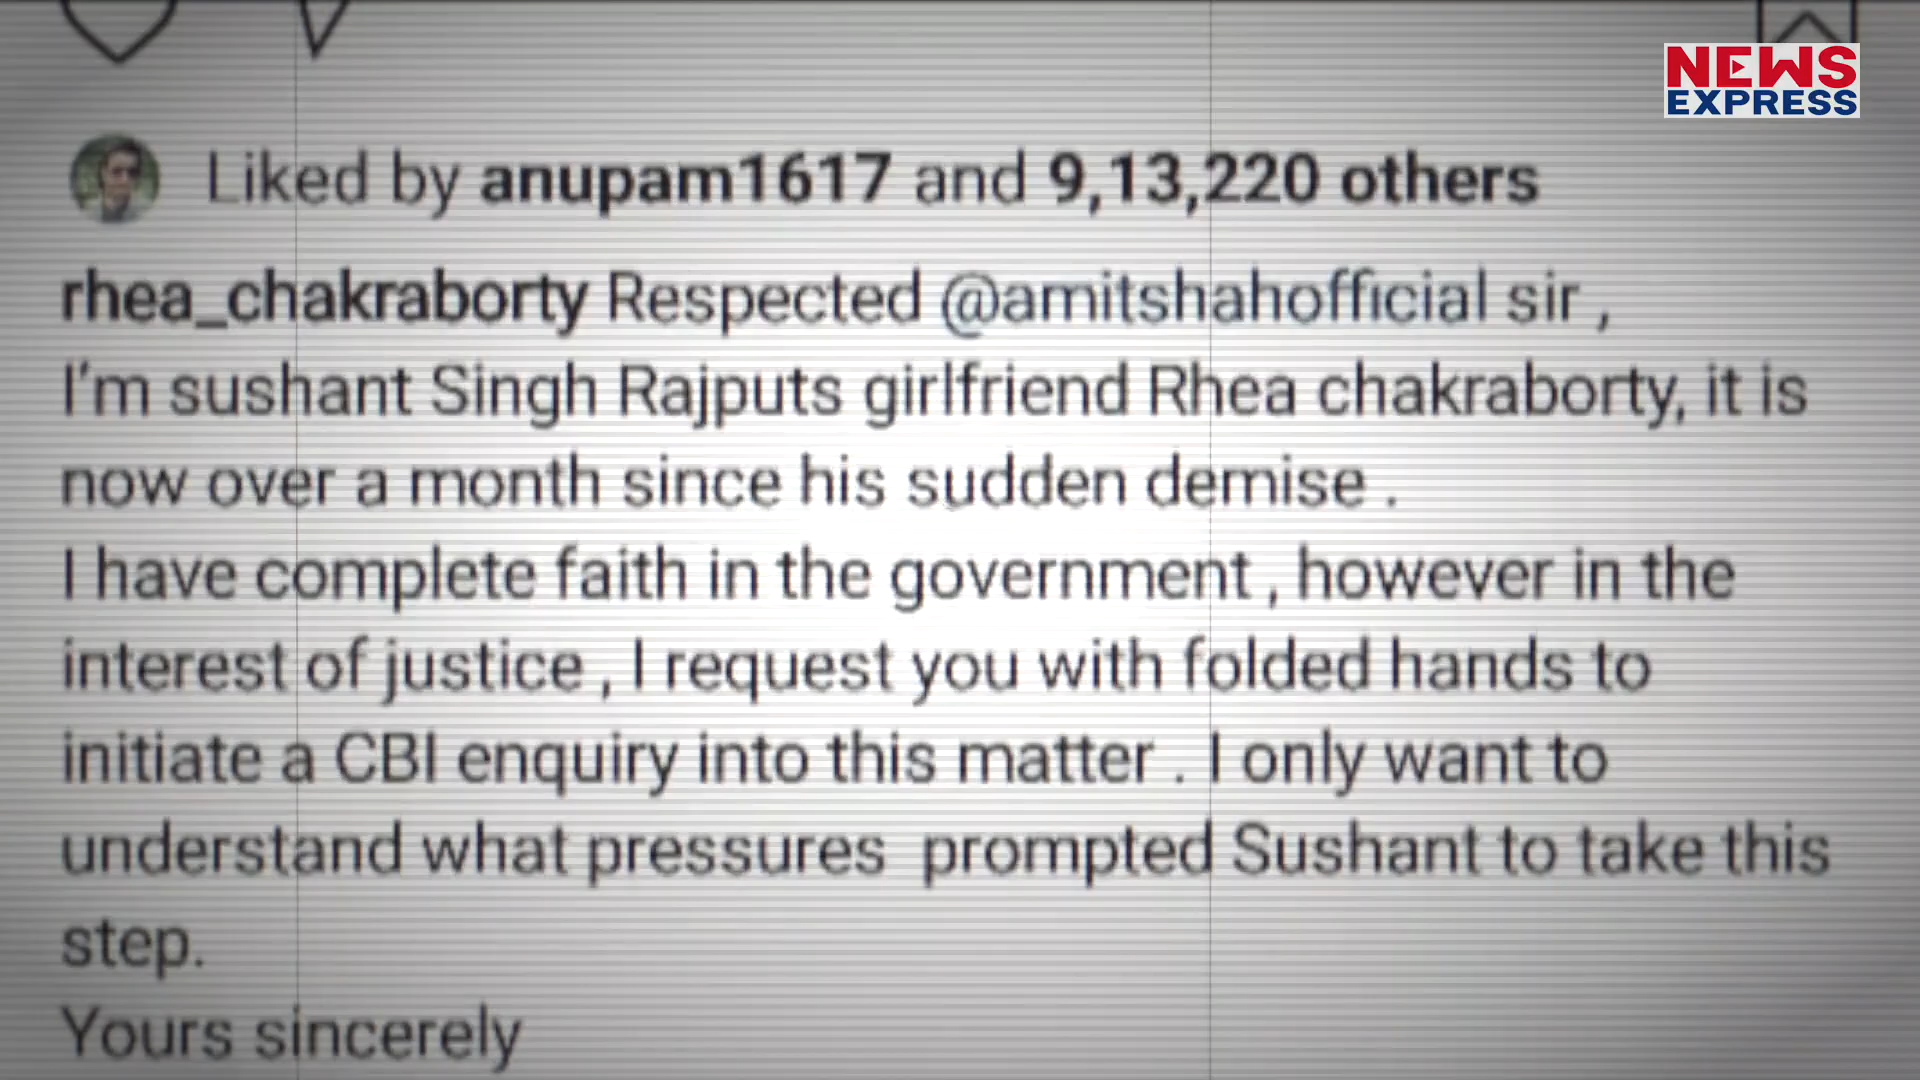 NEWS
EXPRESS
Liked by anupam1617 and 9,13,220 others
rhea_chakraborty Respected @amitshahofficial sir ,
I'm sushant Singh Rajputs girlfriend Rhea chakraborty, it is
now over a month since his sudden demise .
I have complete faith in the government , however in the
interest of justice , I request you with folded hands to
initiate a CBI enquiry into this matter . I only want to
understand what pressures  prompted Sushant to take this
step.
Yours sincerely